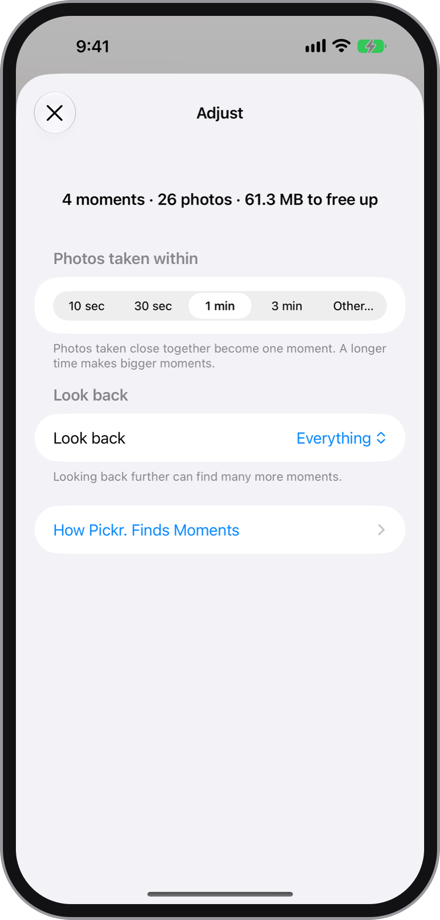 9:41
Adjust
4 moments · 26 photos · 61.3 MB to free up
Photos taken within
10 sec 30 sec 1 min 3 min Other...
Photos taken close together become one moment. A longer
time makes bigger moments.
Look back
Look back Everything
Looking back further can find many more moments.
How Pickr. Finds Moments